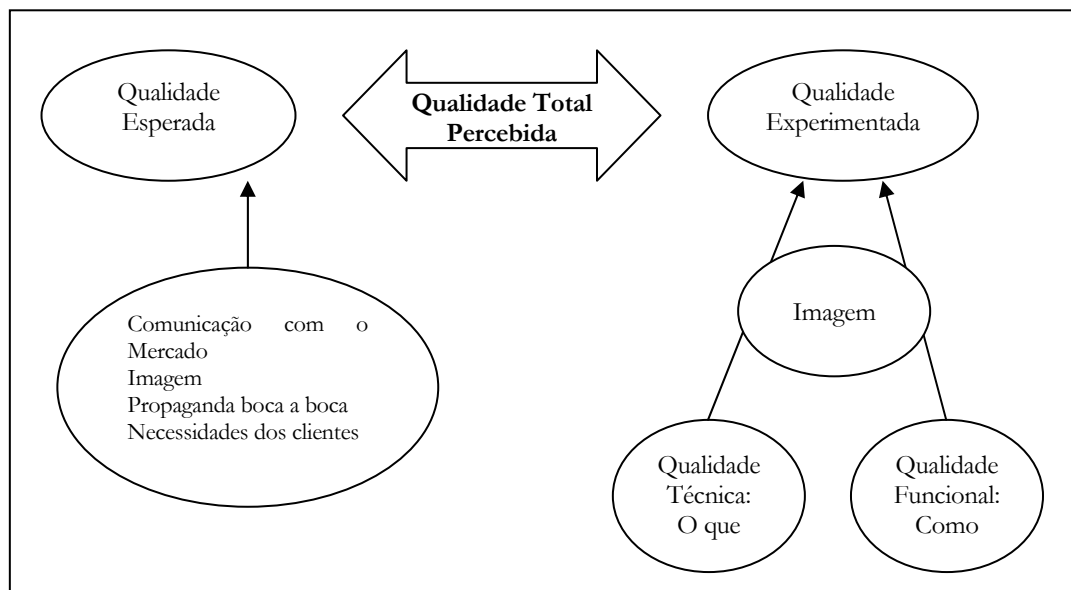 Qualidade
Esperada
Qualidade Total
Percebida
Qualidade
Experimentada
Comunicação com o
Mercado
Imagem
Propaganda boca a boca
Necessidades dos clientes
Imagem
Qualidade
Técnica:
O que
Qualidade
Funcional:
Como